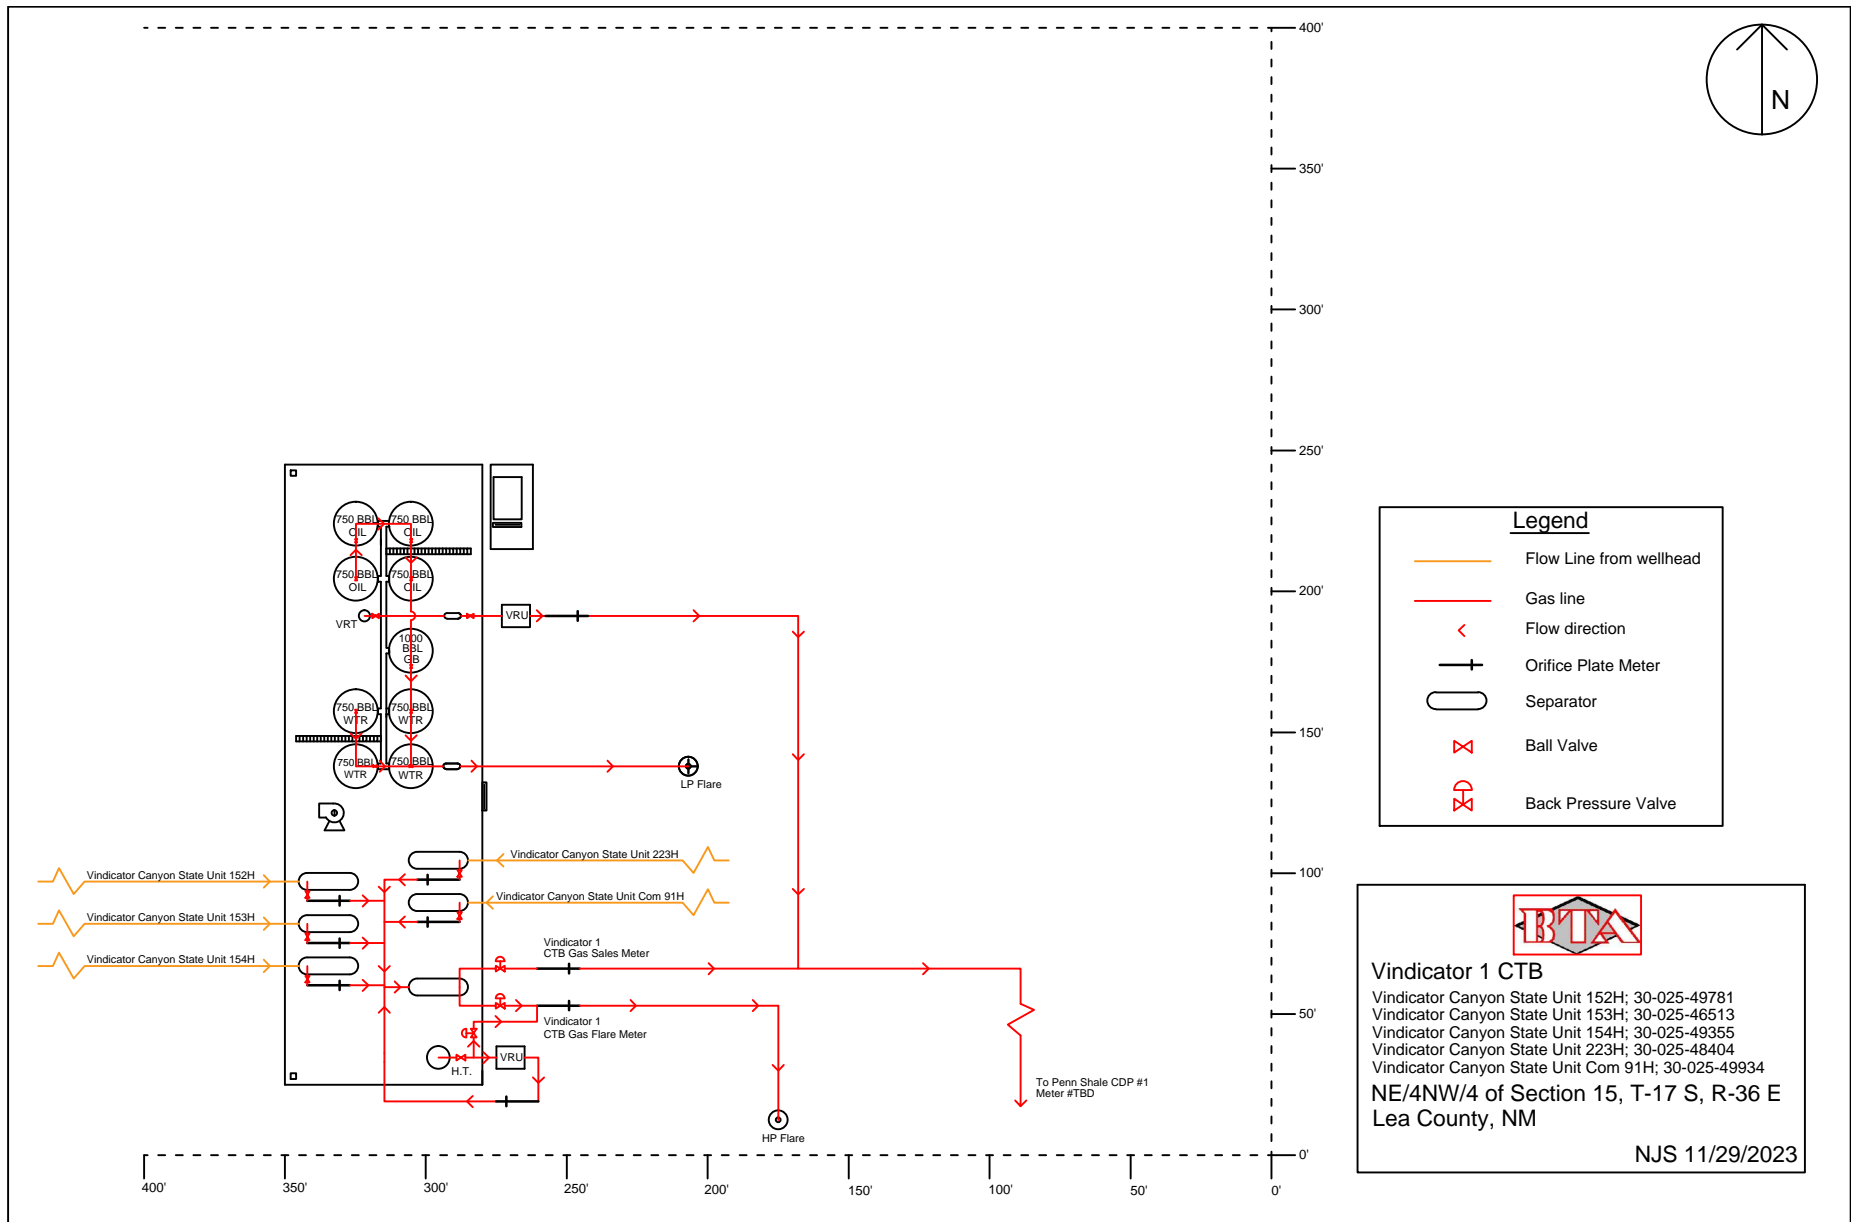 400'
N
350'
300'
250'
200'
150'
100'
50'
0'
750 BBL
OIL
750 BBL
OIL
750 BBL
OIL
750 BBL
OIL
VRT
VRU
1000
BBL
GB
750 BBL
WTR
750 BBL
WTR
750 BBL
WTR
750 BBL
WTR
LP Flare
Vindicator Canyon State Unit 223H
Vindicator Canyon State Unit 152H
Vindicator Canyon State Unit Com 91H
Vindicator Canyon State Unit 153H
Vindicator Canyon State Unit 154H
Vindicator 1
CTB Gas Sales Meter
Vindicator 1
CTB Gas Flare Meter
H.T.
VRU
HP Flare
To Penn Shale CDP #1
Meter #TBD
400'
350'
300'
250'
200'
150'
100'
50'
0'
Legend
Flow Line from wellhead
Gas line
Flow direction
Orifice Plate Meter
Separator
Ball Valve
Back Pressure Valve
BTA
Vindicator 1 CTB
Vindicator Canyon State Unit 152H; 30-025-49781
Vindicator Canyon State Unit 153H; 30-025-46513
Vindicator Canyon State Unit 154H; 30-025-49355
Vindicator Canyon State Unit 223H; 30-025-48404
Vindicator Canyon State Unit Com 91H; 30-025-49934
NE/4NW/4 of Section 15, T-17 S, R-36 E
Lea County, NM
NJS 11/29/2023